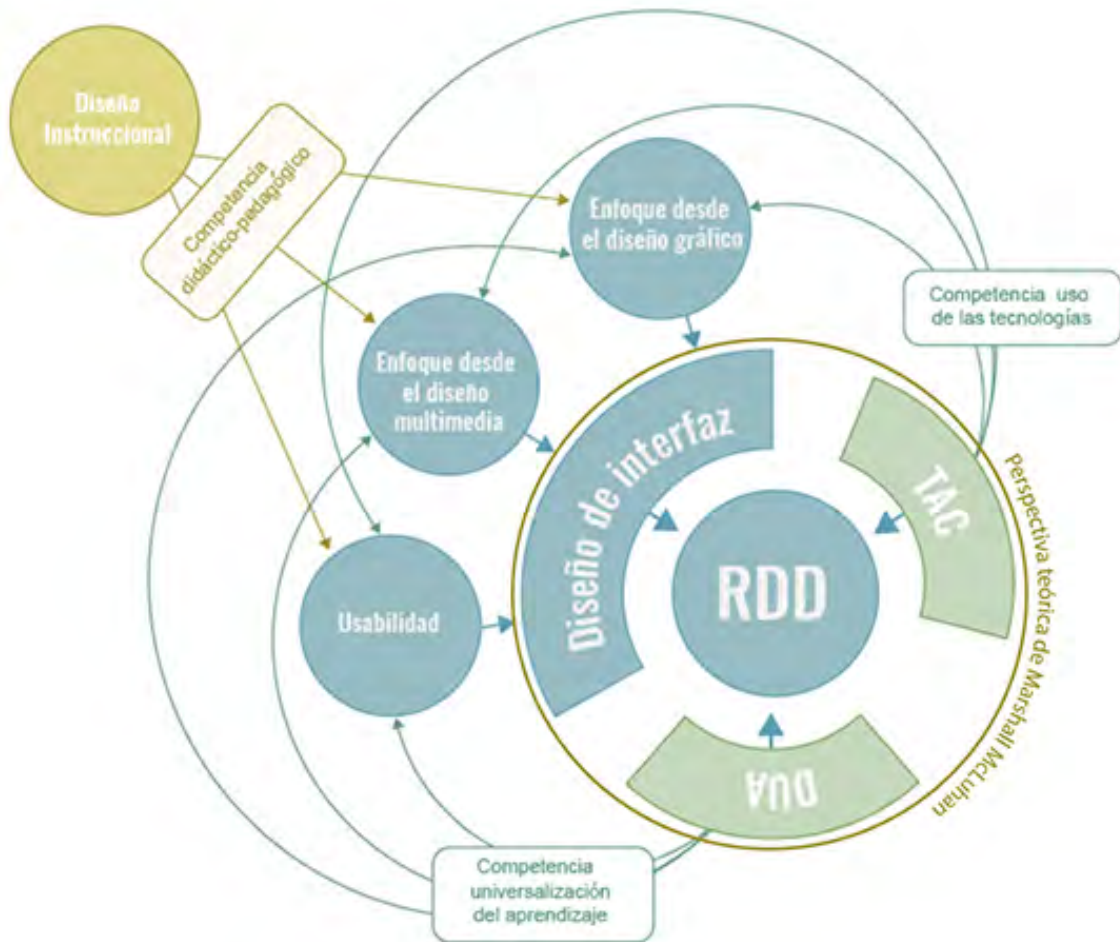 Diseño
Instruccional
Competencia
didáctico-pedagógico
Enfoque desde
el diseño gráfico
Competencia uso
de las tecnologías
Enfoque desde
el diseño
multimedia
Diseño de interfaz
TAC
RDD
Usabilidad
DUA
Perspectiva teórica de Marshall McLuhan
Competencia
universalización
del aprendizaje